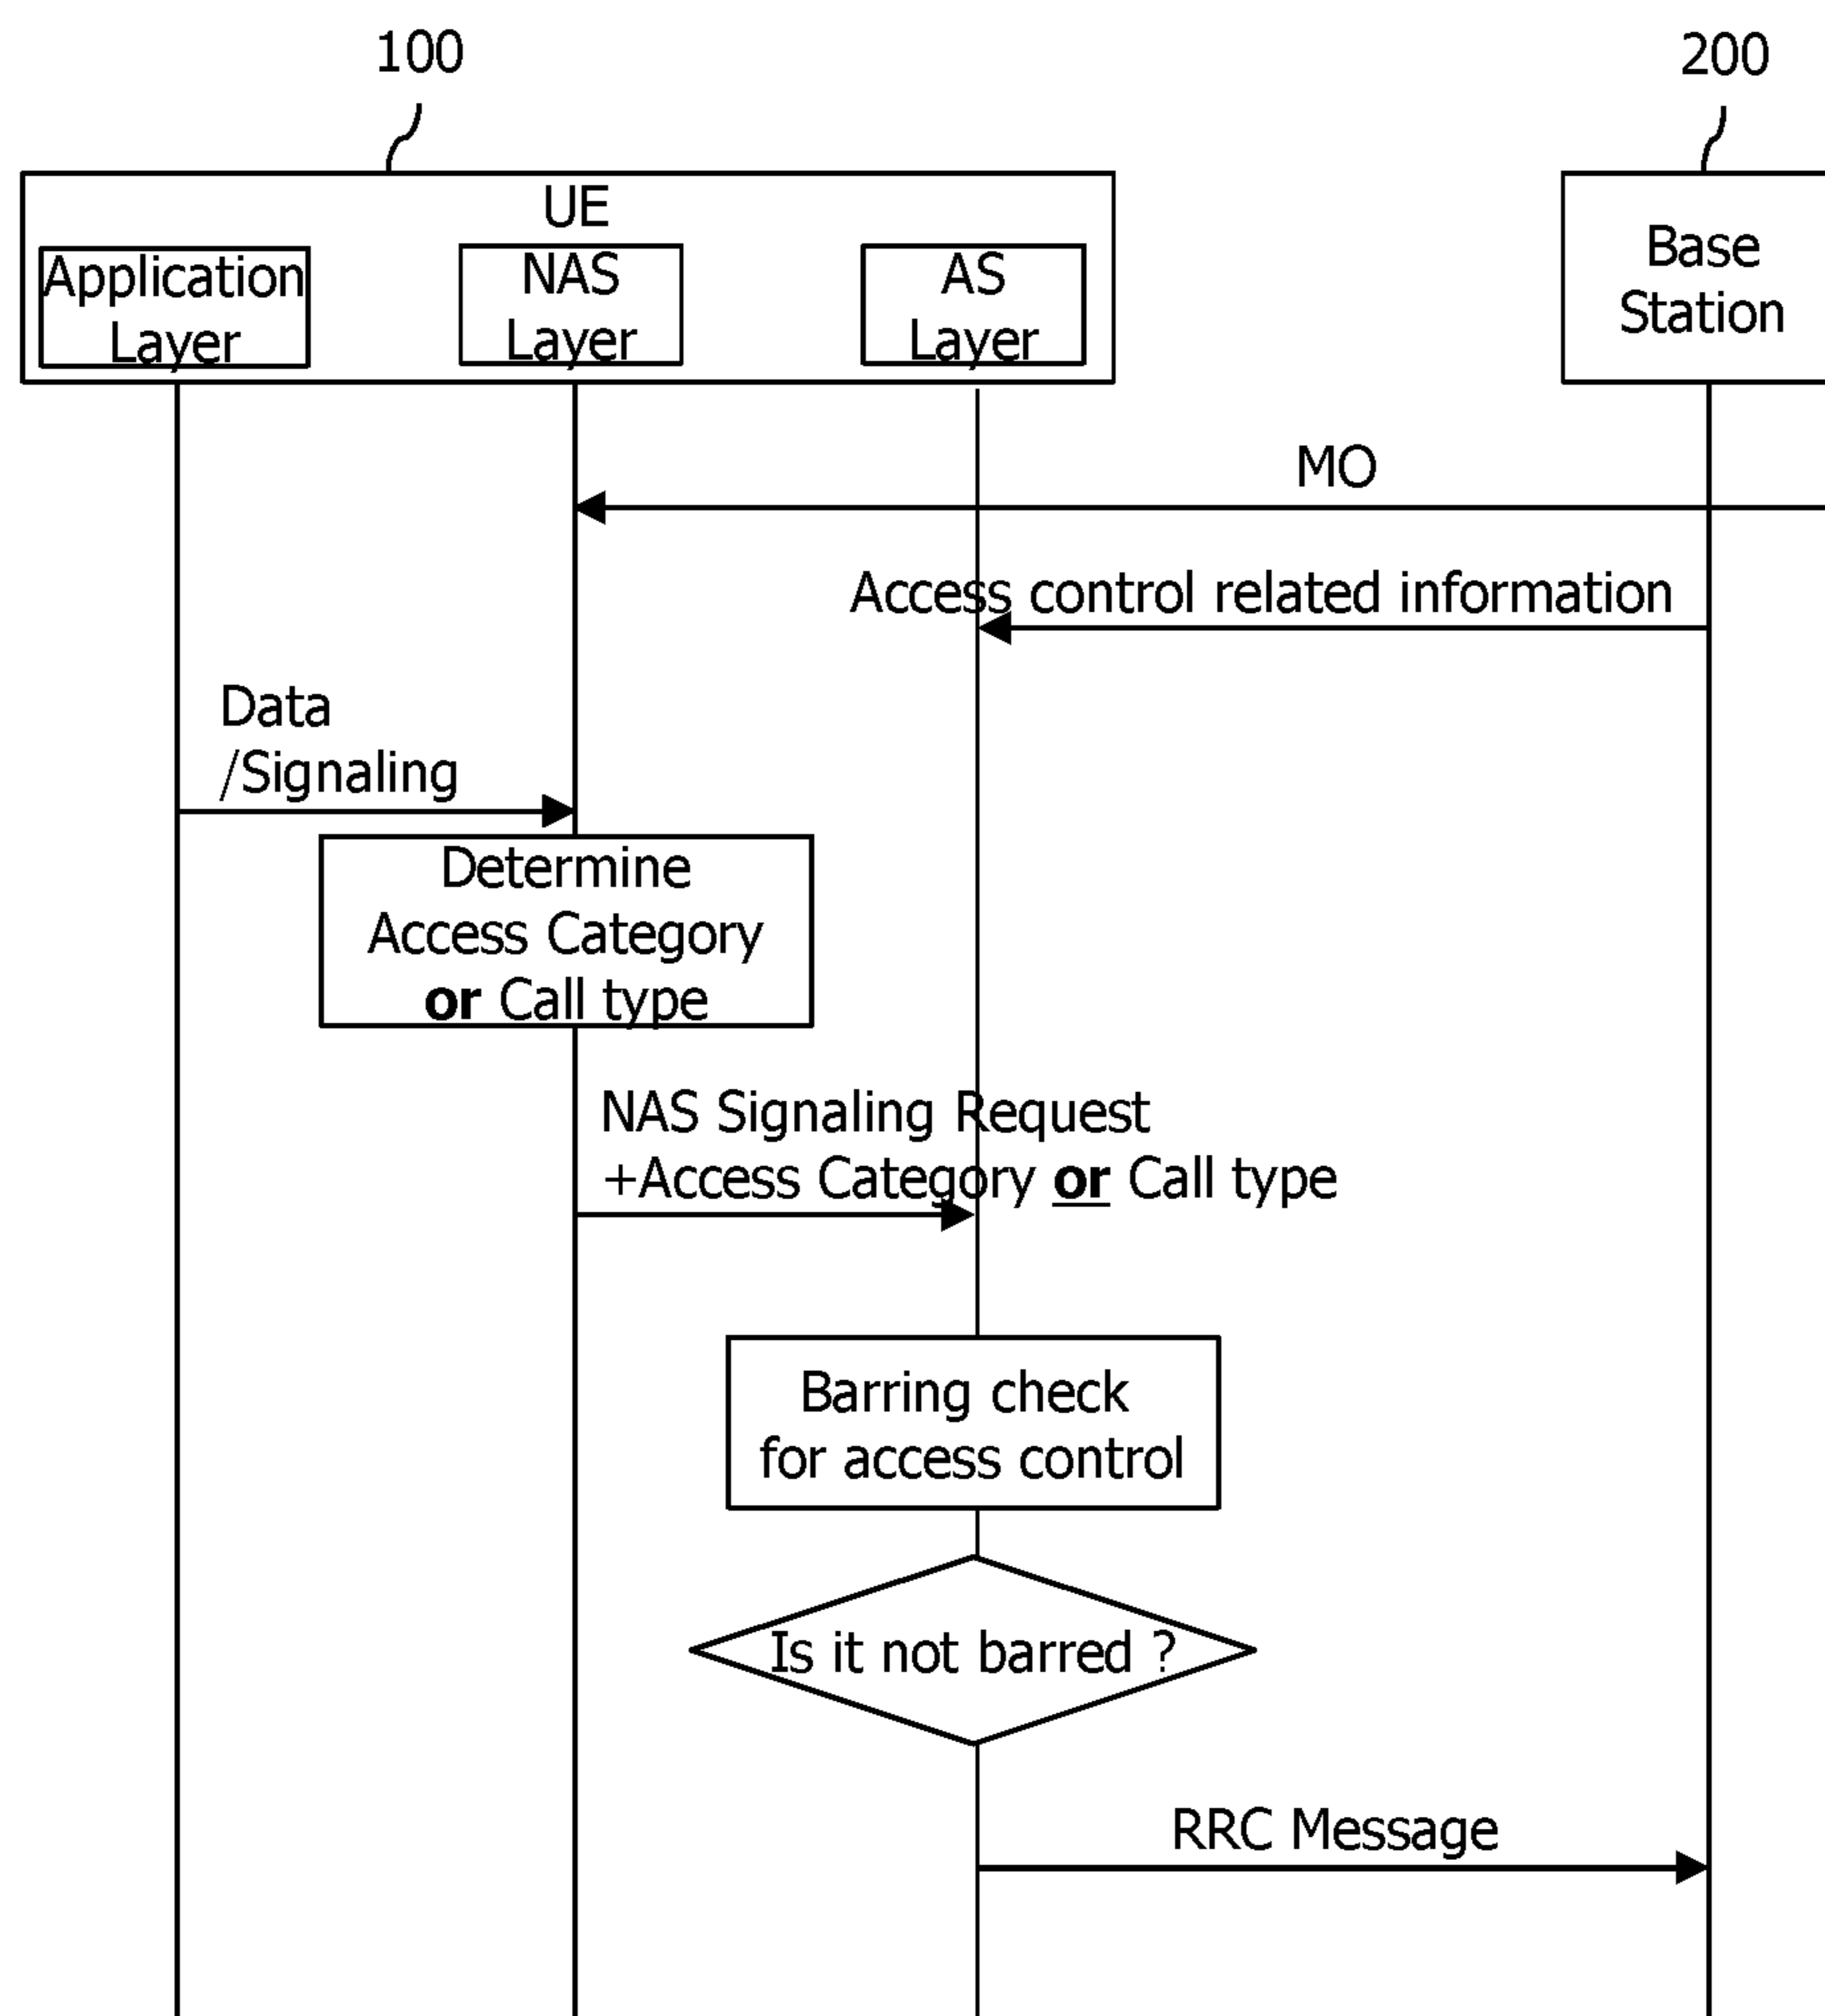 100
200
UE
Application
Layer
NAS
Layer
AS
Layer
Base
Station
MO
Access control related information
Data
/Signaling
Determine
Access Category
or Call type
NAS Signaling Request
+Access Category or Call type
Barring check
for access control
Is it not barred ?
RRC Message